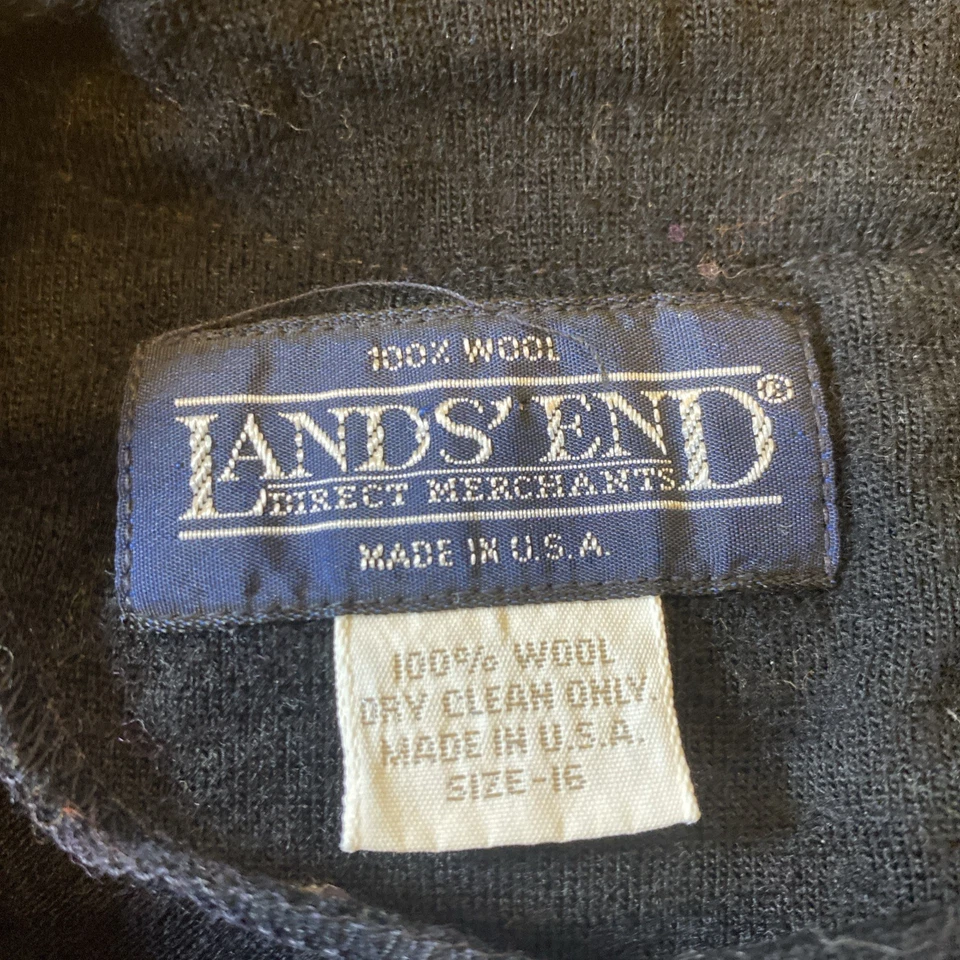 100% WOOL
LANDS' END®
DIRECT MERCHANTS
MADE IN U.S.A.
100% WOOL
DRY CLEAN ONLY.
MADE IN U.S.A.
SIZE-16